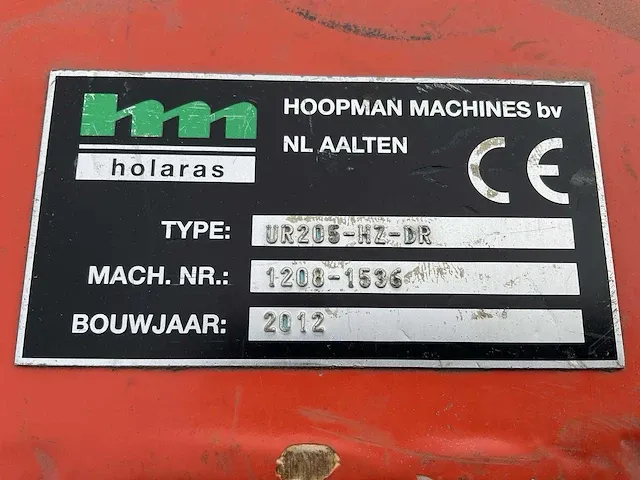 hm
holaras
HOOPMAN MACHINES bv
NL AALTEN
CE
TYPE: UR205-HZ-DR
MACH. NR.: 1208-1536
BOUWJAAR: 2012